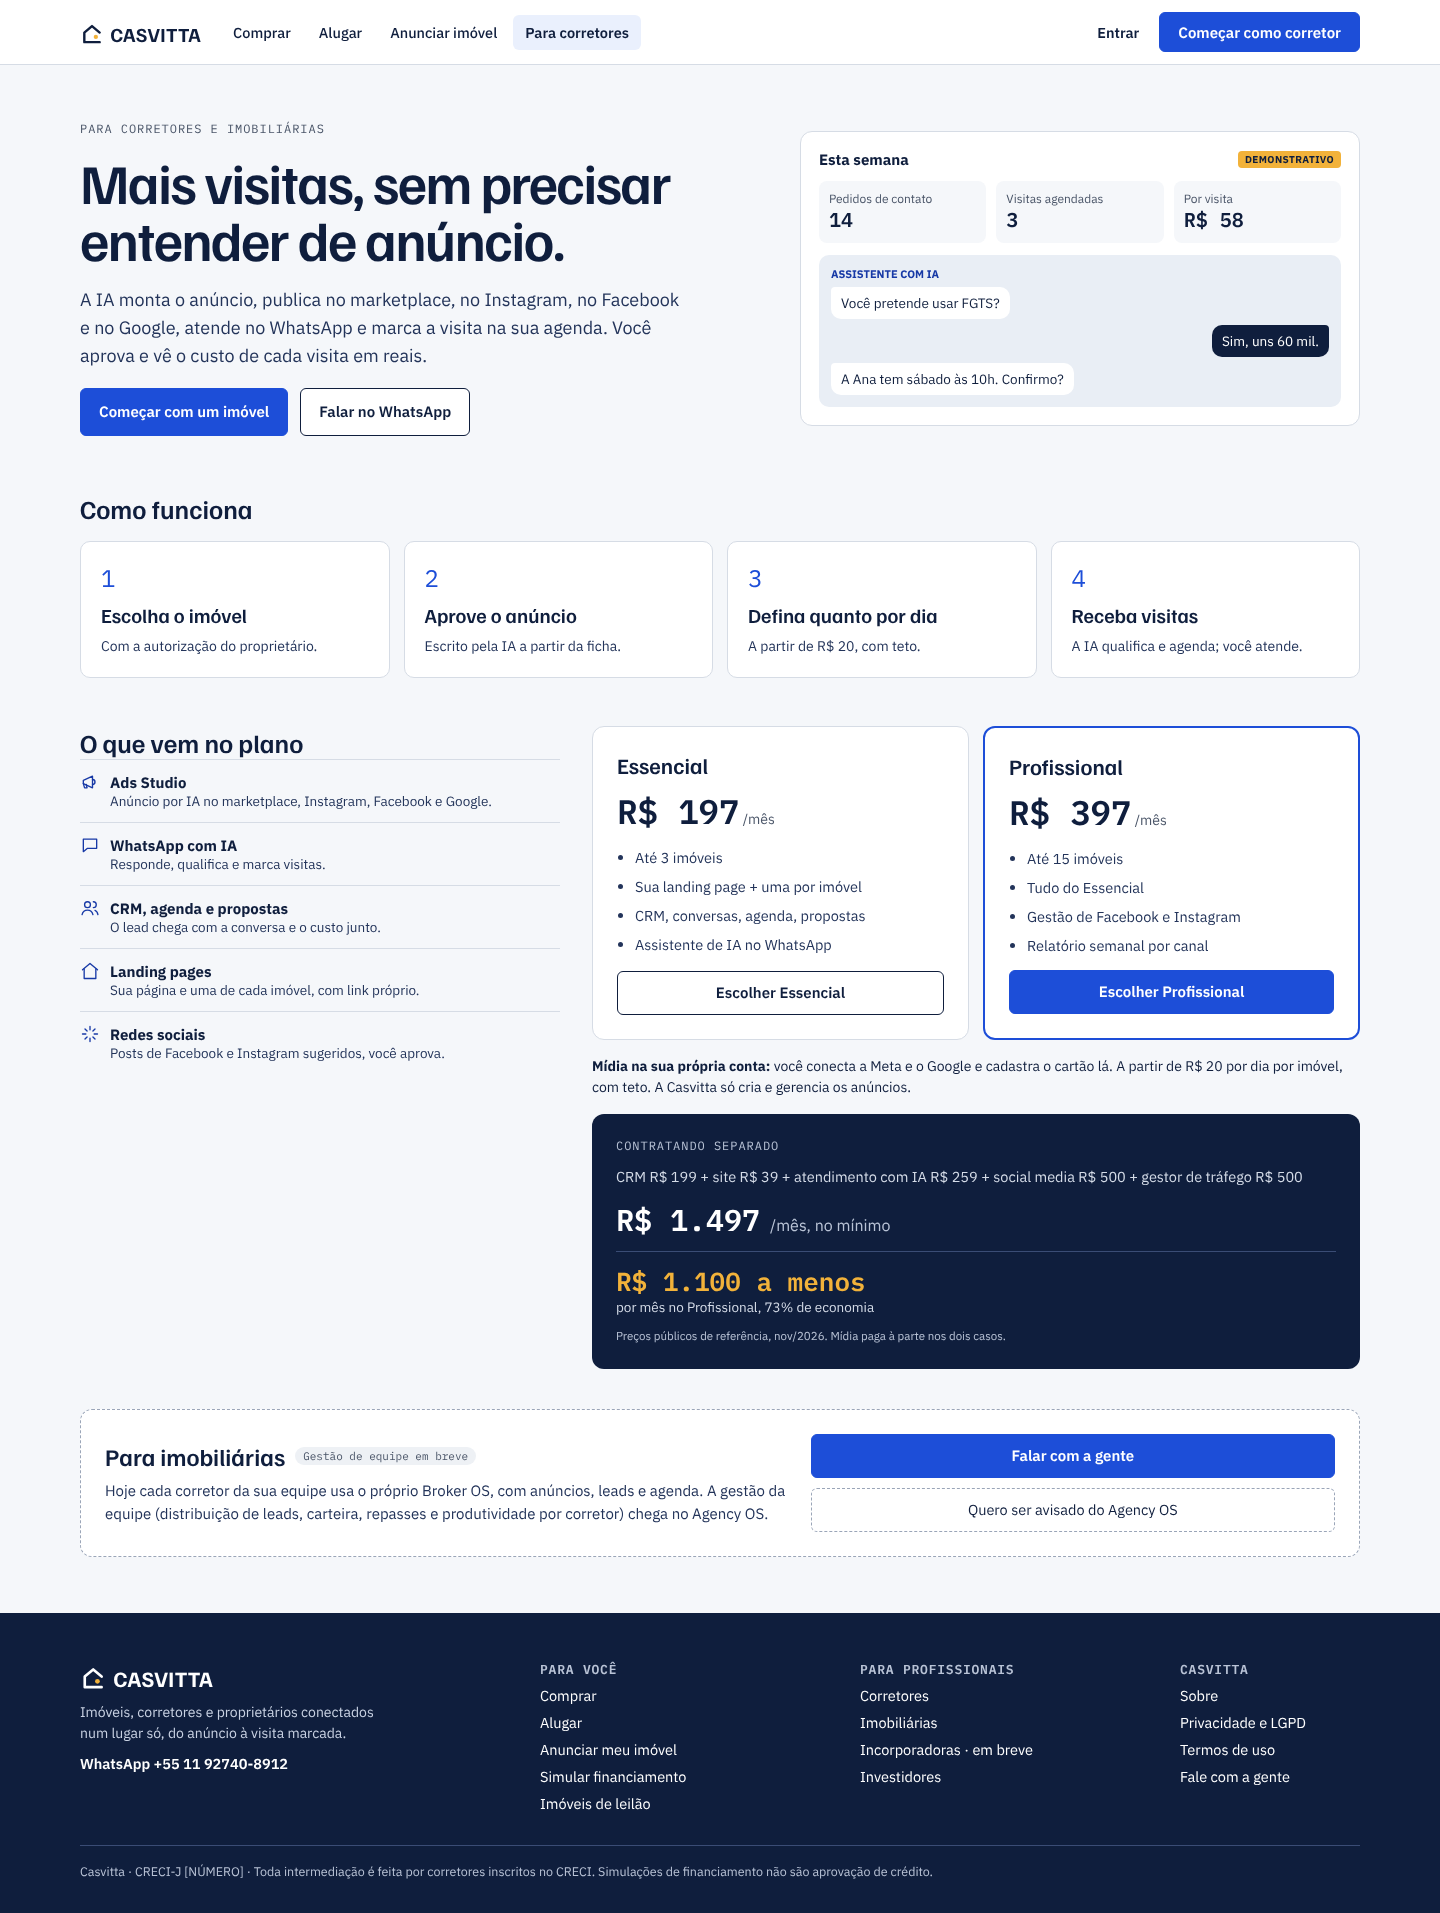 CASVITTA
Comprar
Alugar
Anunciar imóvel
Para corretores
Entrar
Começar como corretor
PARA CORRETORES E IMOBILIÁRIAS
Mais visitas, sem precisar
entender de anúncio.
A IA monta o anúncio, publica no marketplace, no Instagram, no Facebook
e no Google, atende no WhatsApp e marca a visita na sua agenda. Você
aprova e vê o custo de cada visita em reais.
Começar com um imóvel
Falar no WhatsApp
Esta semana
DEMONSTRATIVO
Pedidos de contato
14
Visitas agendadas
3
Por visita
R$ 58
ASSISTENTE COM IA
Você pretende usar FGTS?
Sim, uns 60 mil.
A Ana tem sábado às 10h. Confirmo?
Como funciona
1
Escolha o imóvel
Com a autorização do proprietário.
2
Aprove o anúncio
Escrito pela IA a partir da ficha.
3
Defina quanto por dia
A partir de R$ 20, com teto.
4
Receba visitas
A IA qualifica e agenda; você atende.
O que vem no plano
Ads Studio
Anúncio por IA no marketplace, Instagram, Facebook e Google.
WhatsApp com IA
Responde, qualifica e marca visitas.
CRM, agenda e propostas
O lead chega com a conversa e o custo junto.
Landing pages
Sua página e uma de cada imóvel, com link próprio.
Redes sociais
Posts de Facebook e Instagram sugeridos, você aprova.
Essencial
R$ 197 /mês
• Até 3 imóveis
• Sua landing page + uma por imóvel
• CRM, conversas, agenda, propostas
• Assistente de IA no WhatsApp
Escolher Essencial
Profissional
R$ 397 /mês
• Até 15 imóveis
• Tudo do Essencial
• Gestão de Facebook e Instagram
• Relatório semanal por canal
Escolher Profissional
Mídia na sua própria conta: você conecta a Meta e o Google e cadastra o cartão lá. A partir de R$ 20 por dia por imóvel,
com teto. A Casvitta só cria e gerencia os anúncios.
CONTRATANDO SEPARADO
CRM R$ 199 + site R$ 39 + atendimento com IA R$ 259 + social media R$ 500 + gestor de tráfego R$ 500
R$ 1.497 /mês, no mínimo
R$ 1.100 a menos
por mês no Profissional, 73% de economia
Preços públicos de referência, nov/2026. Mídia paga à parte nos dois casos.
Para imobiliárias
Gestão de equipe em breve
Hoje cada corretor da sua equipe usa o próprio Broker OS, com anúncios, leads e agenda. A gestão da
equipe (distribuição de leads, carteira, repasses e produtividade por corretor) chega no Agency OS.
Falar com a gente
Quero ser avisado do Agency OS
CASVITTA
Imóveis, corretores e proprietários conectados
num lugar só, do anúncio à visita marcada.
WhatsApp +55 11 92740-8912
PARA VOCÊ
Comprar
Alugar
Anunciar meu imóvel
Simular financiamento
Imóveis de leilão
PARA PROFISSIONAIS
Corretores
Imobiliárias
Incorporadoras · em breve
Investidores
CASVITTA
Sobre
Privacidade e LGPD
Termos de uso
Fale com a gente
Casvitta · CRECI-J [NÚMERO] · Toda intermediação é feita por corretores inscritos no CRECI. Simulações de financiamento não são aprovação de crédito.